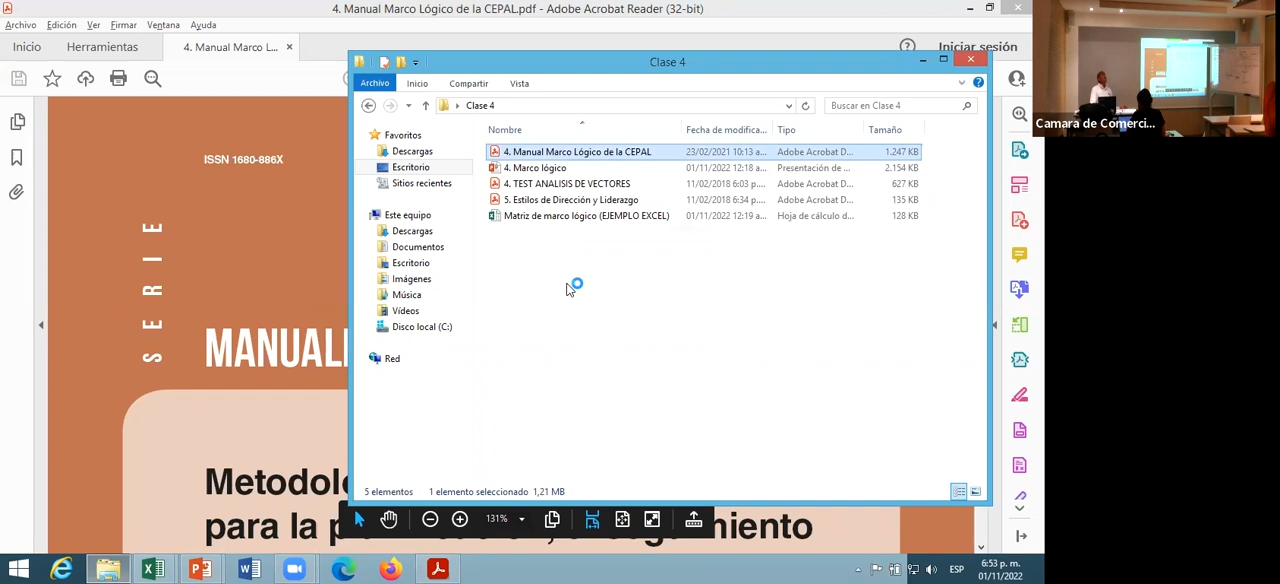 4. Manual Marco Lógico de la CEPAL.pdf - Adobe Acrobat Reader (32-bit)
Archivo Edición Ver Firmar Ventana Ayuda
Inicio Herramientas 4. Manual Marco L... × Iniciar sesión
Clase 4
Archivo Inicio Compartir Vista
Clase 4 Buscar en Clase 4
Nombre Fecha de modifica... Tipo Tamaño
4. Manual Marco Lógico de la CEPAL 23/02/2021 10:13 a... Adobe Acrobat D... 1.247 KB
4. Marco lógico 01/11/2022 12:18 a... Presentación de ... 2.154 KB
4. TEST ANALISIS DE VECTORES 11/02/2018 6:03 p.... Adobe Acrobat D... 627 KB
5. Estilos de Dirección y Liderazgo 11/02/2018 6:34 p.... Adobe Acrobat D... 135 KB
Matriz de marco lógico (EJEMPLO EXCEL) 01/11/2022 12:19 a... Hoja de cálculo d... 128 KB
Favoritos
Descargas
Escritorio
Sitios recientes
Este equipo
Descargas
Documentos
Escritorio
Imágenes
Música
Vídeos
Disco local (C:)
Red
5 elementos 1 elemento seleccionado 1,21 MB
ISSN 1680-886X
SERIE
MANUAL
Metodolo
para la p
miento
131%
Camara de Comerci...
ESP
6:53 p. m.
01/11/2022